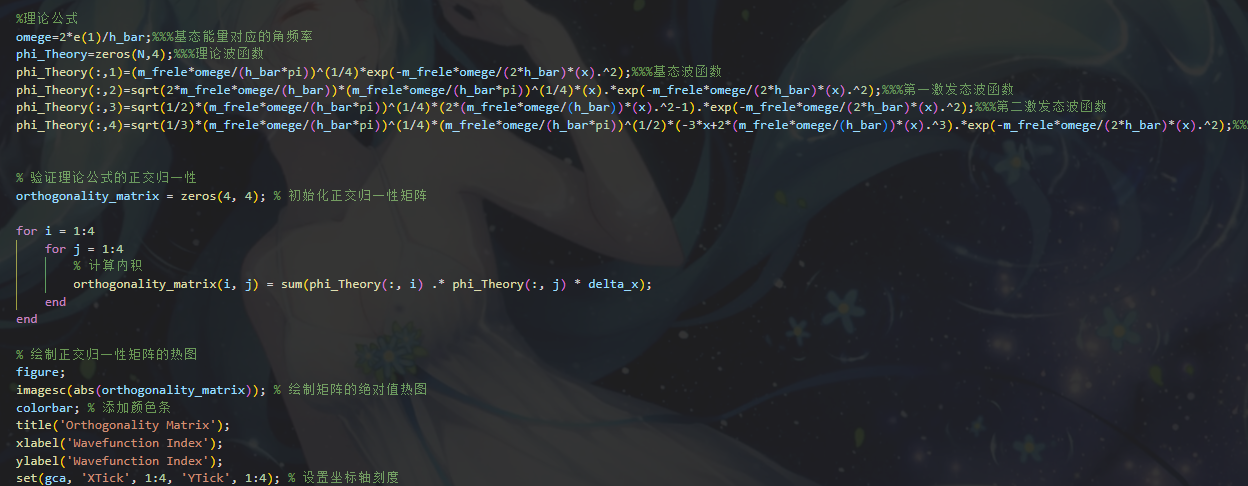 %理论公式
omege=2*e(1)/h_bar;%%%基态能量对应的角频率
phi_Theory=zeros(N,4);%%%理论波函数
phi_Theory(:,1)=(m_frele*omege/(h_bar*pi))^(1/4)*exp(-m_frele*omege/(2*h_bar)*(x).^2);%%%基态波函数
phi_Theory(:,2)=sqrt(2*m_frele*omege/(h_bar))*(m_frele*omege/(h_bar*pi))^(1/4)*(x).*exp(-m_frele*omege/(2*h_bar)*(x).^2);%%%第一激发态波函数
phi_Theory(:,3)=sqrt(1/2)*(m_frele*omege/(h_bar*pi))^(1/4)*(2*(m_frele*omege/(h_bar))*(x).^2-1).*exp(-m_frele*omege/(2*h_bar)*(x).^2);%%%第二激发态波函数
phi_Theory(:,4)=sqrt(1/3)*(m_frele*omege/(h_bar*pi))^(1/4)*(m_frele*omege/(h_bar*pi))^(1/2)*(-3*x+2*(m_frele*omege/(h_bar))*(x).^3).*exp(-m_frele*omege/(2*h_bar)*(x).^2);%%
% 验证理论公式的正交归一性
orthogonality_matrix = zeros(4, 4); % 初始化正交归一性矩阵
for i = 1:4
for j = 1:4
% 计算内积
orthogonality_matrix(i, j) = sum(phi_Theory(:, i) .* phi_Theory(:, j) * delta_x);
end
end
% 绘制正交归一性矩阵的热图
figure;
imagesc(abs(orthogonality_matrix)); % 绘制矩阵的绝对值热图
colorbar; % 添加颜色条
title('Orthogonality Matrix');
xlabel('Wavefunction Index');
ylabel('Wavefunction Index');
set(gca, 'XTick', 1:4, 'YTick', 1:4); % 设置坐标轴刻度